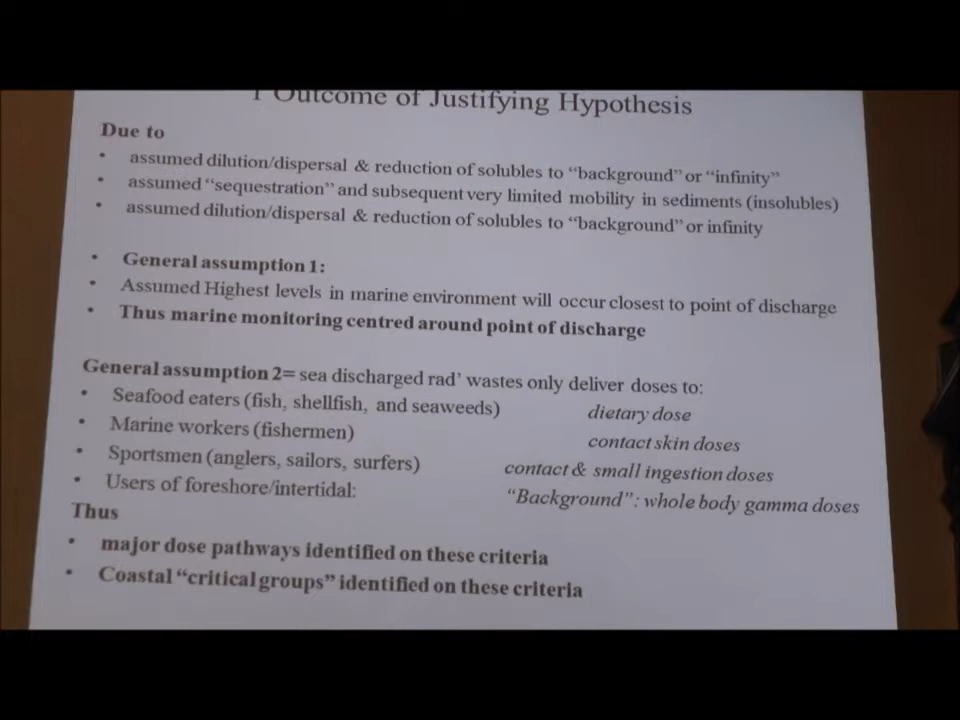 1 Outcome of Justifying Hypothesis
Due to
• assumed dilution/dispersal & reduction of solubles to “background” or “infinity”
• assumed “sequestration” and subsequent very limited mobility in sediments (insolubles)
• assumed dilution/dispersal & reduction of solubles to “background” or infinity
• General assumption 1:
• Assumed Highest levels in marine environment will occur closest to point of discharge
• Thus marine monitoring centred around point of discharge
General assumption 2= sea discharged rad’ wastes only deliver doses to:
• Seafood eaters (fish, shellfish, and seaweeds) dietary dose
• Marine workers (fishermen) contact skin doses
• Sportsmen (anglers, sailors, surfers) contact & small ingestion doses
• Users of foreshore/intertidal: “Background”: whole body gamma doses
Thus
• major dose pathways identified on these criteria
• Coastal “critical groups” identified on these criteria